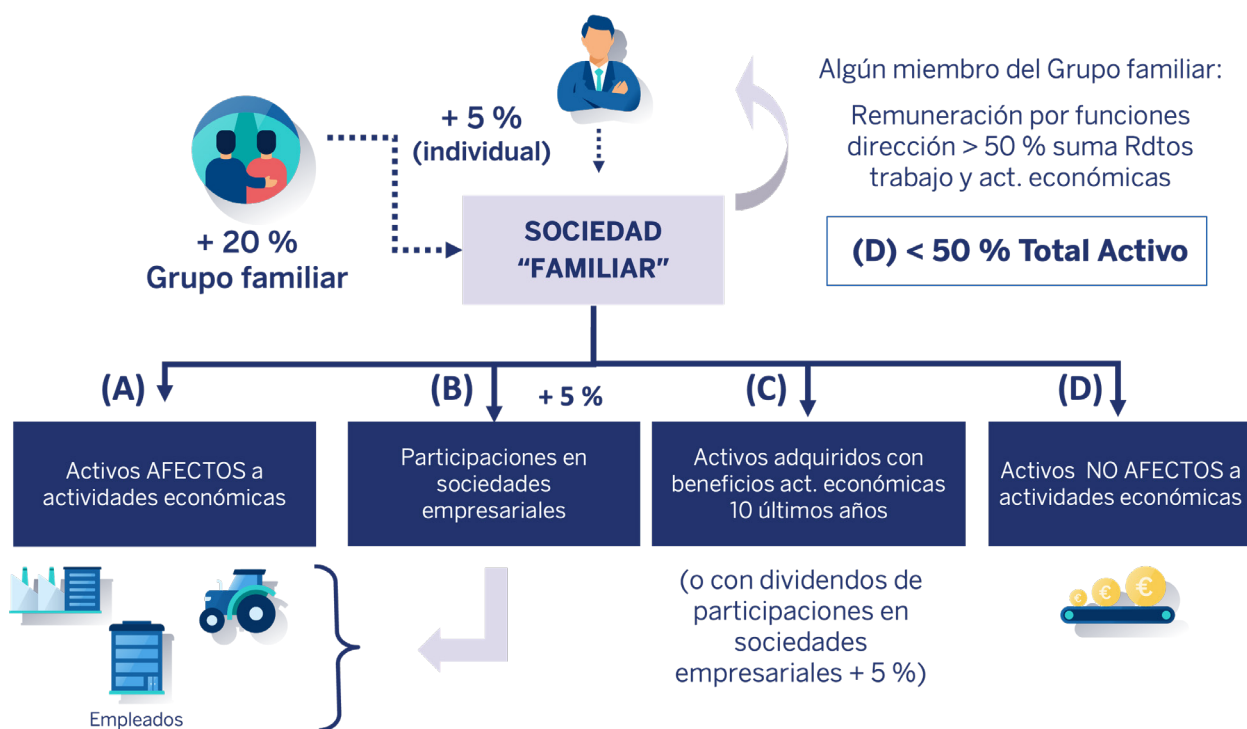 + 5 %
(individual)
+ 20 %
Grupo familiar
SOCIEDAD
“FAMILIAR”
Algún miembro del Grupo familiar:
Remuneración por funciones
dirección > 50 % suma Rdtos
trabajo y act. económicas
(D) < 50 % Total Activo
(A)
Activos AFECTOS a
actividades económicas
Empleados
(B)
+ 5 %
Participaciones en
sociedades
empresariales
(C)
Activos adquiridos con
beneficios act. económicas
10 últimos años
(o con dividendos de
participaciones en
sociedades
empresariales + 5 %)
(D)
Activos NO AFECTOS a
actividades económicas
€
€
€